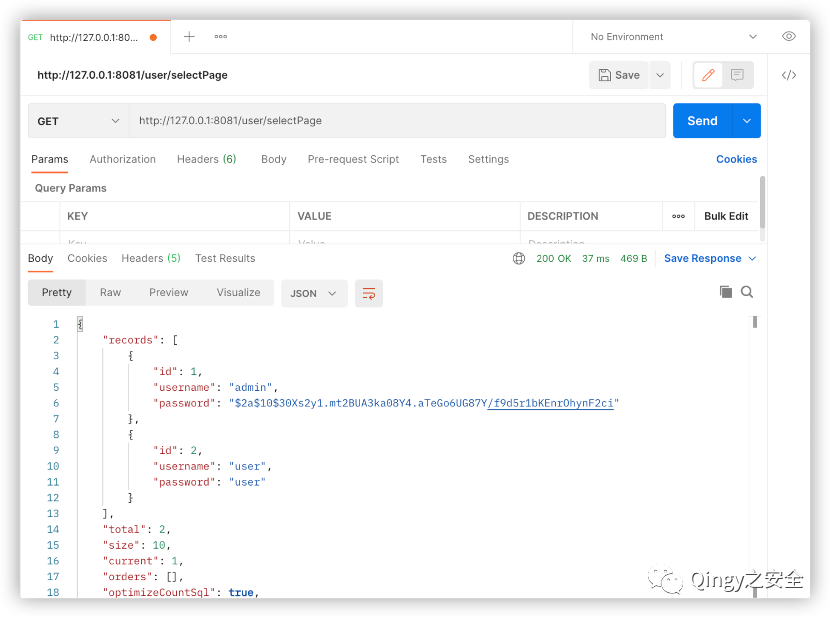 GET http://127.0.0.1:80...
No Environment
http://127.0.0.1:8081/user/selectPage
Save
GET http://127.0.0.1:8081/user/selectPage Send
Params Authorization Headers (6) Body Pre-request Script Tests Settings Cookies
Query Params
KEY VALUE DESCRIPTION Bulk Edit
Key Value Description
Body Cookies Headers (5) Test Results 200 OK 37 ms 469 B Save Response
Pretty Raw Preview Visualize JSON
1 {
2 "records": [
3 {
4 "id": 1,
5 "username": "admin",
6 "password": "$2a$10$30Xs2y1.mt2BUA3ka08Y4.aTeGo6UG87Y/f9d5r1bKEnrOhynF2ci"
7 },
8 {
9 "id": 2,
10 "username": "user",
11 "password": "user"
12 }
13 ],
14 "total": 2,
15 "size": 10,
16 "current": 1,
17 "orders": [],
18 "optimizeCountSql": true,
Qingy之安全